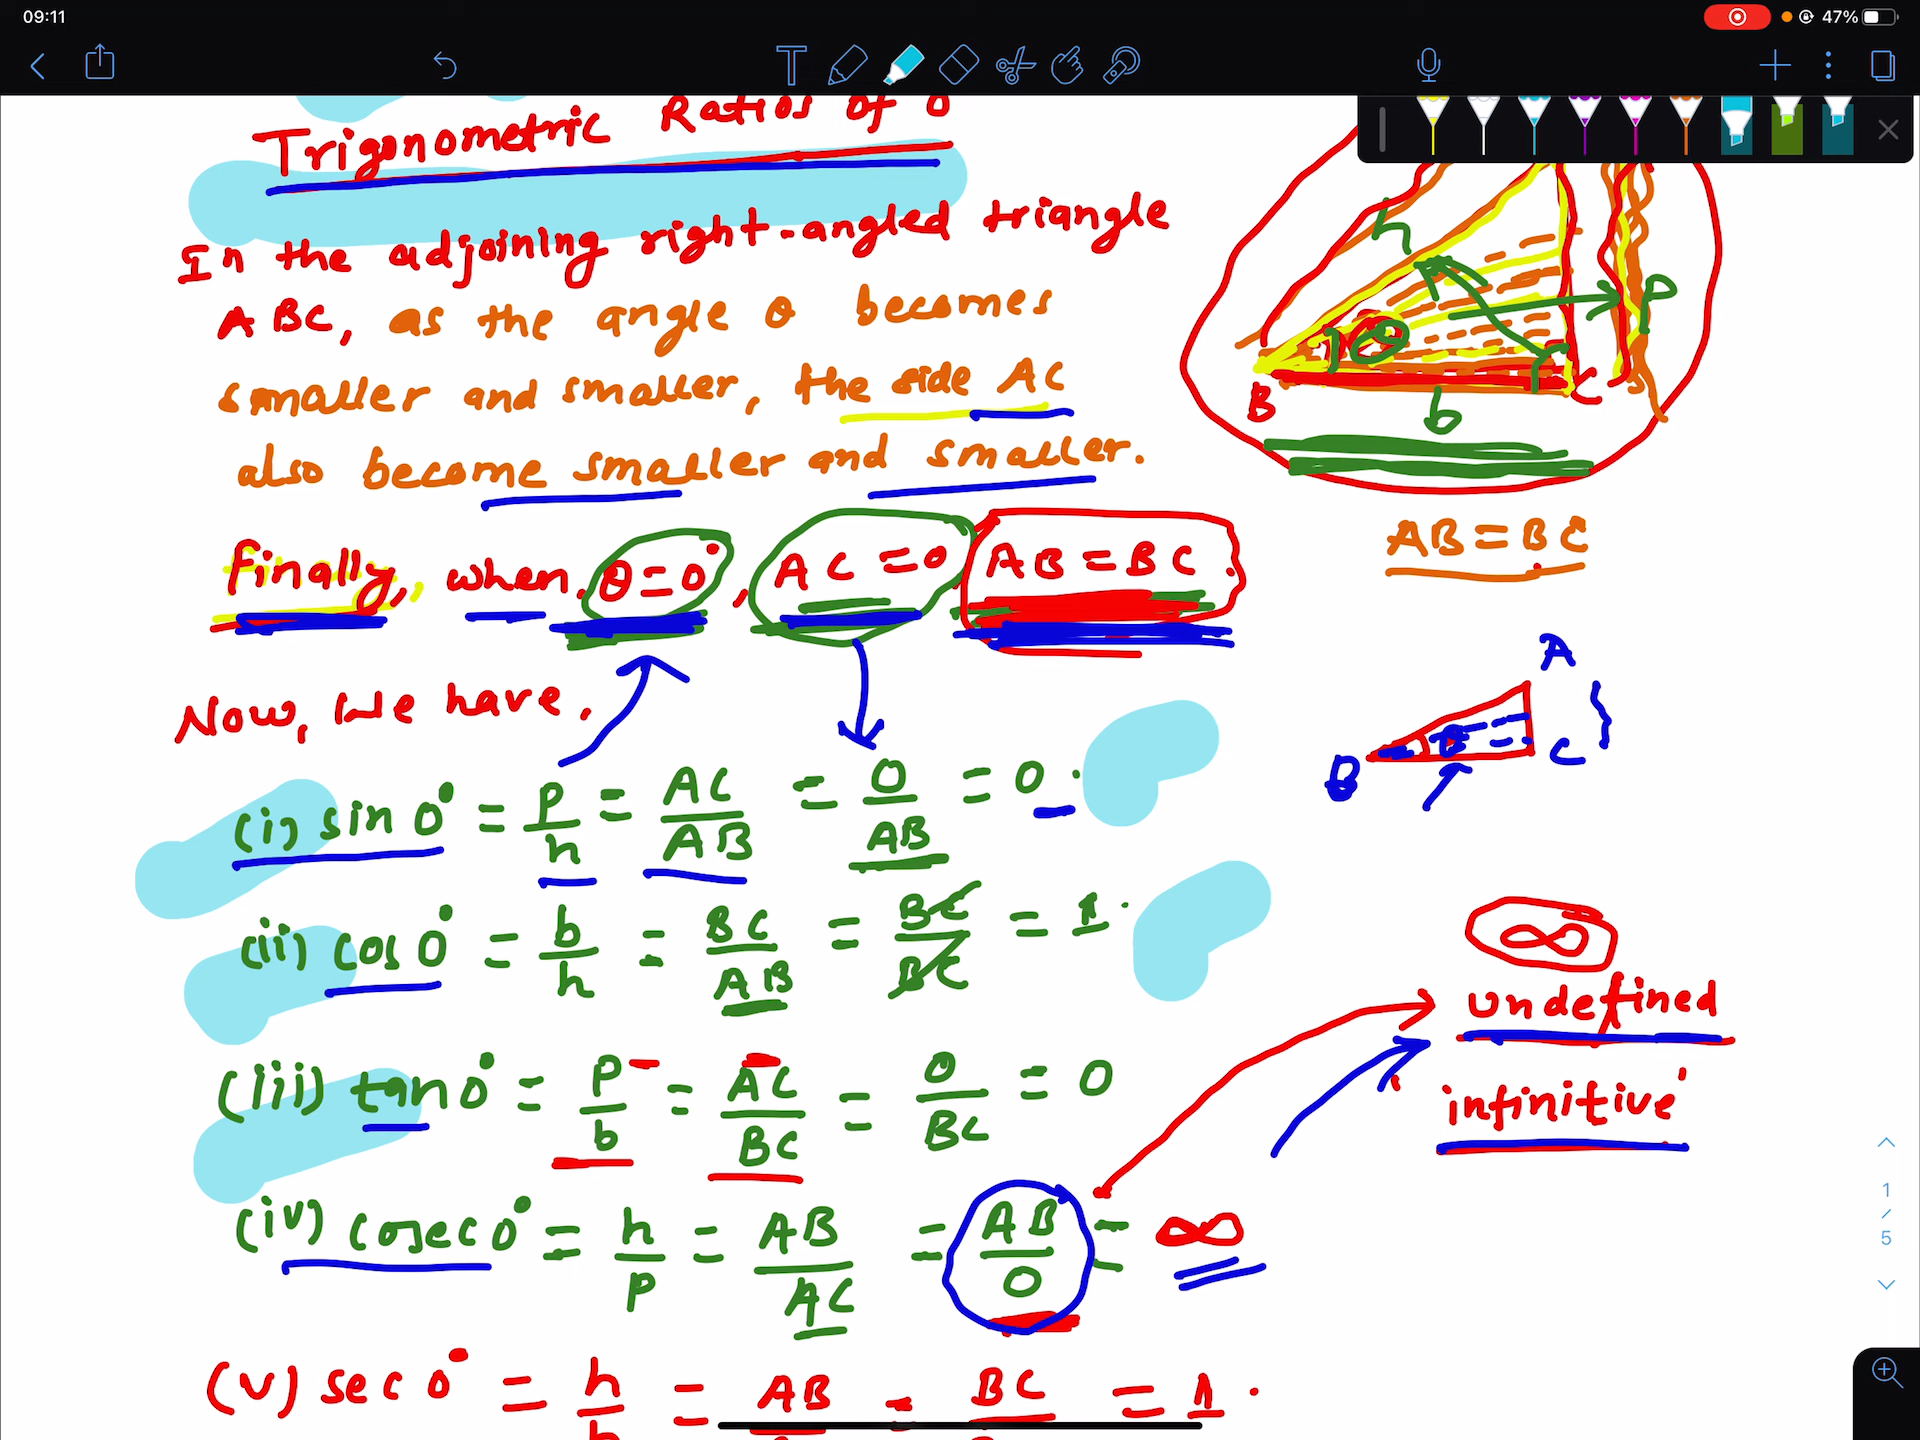 09:11
47%
Trigonometric Ratios of 0
In the adjoining right-angled triangle
ABC, as the angle θ becomes
smaller and smaller, the side AC
also become smaller and smaller.
Finally, when, θ=0°, AC=0, AB=BC.
Now, We have,
(i) sin 0° = p/h = AC/AB = 0/AB = 0.
(ii) cos 0° = b/h = BC/AB = BC/BC = 1.
(iii) tan 0° = p/b = AC/BC = 0/BC = 0
(iv) cosec 0° = h/p = AB/AC = AB/0 = ∞
(v) sec 0° = h/b = AB = BC = 1.
h
θ
p
B
C
b
AB = BC
A
B
θ
C
∞
undefined
infinitive
1
/
5